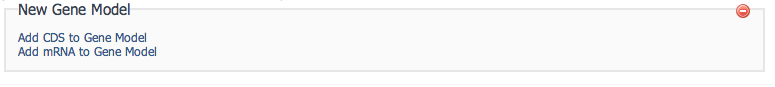 New Gene Model
Add CDS to Gene Model
Add mRNA to Gene Model